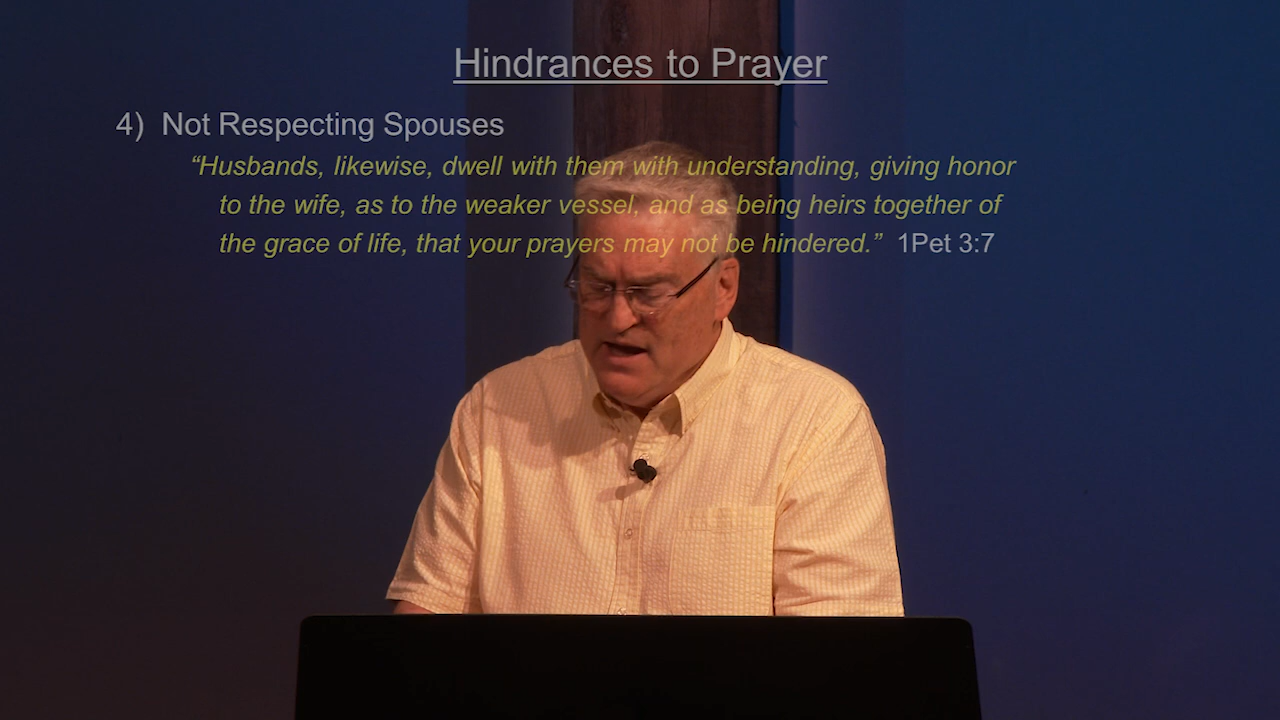 Hindrances to Prayer
4) Not Respecting Spouses
“Husbands, likewise, dwell with them with understanding, giving honor
to the wife, as to the weaker vessel, and as being heirs together of
the grace of life, that your prayers may not be hindered.” 1Pet 3:7